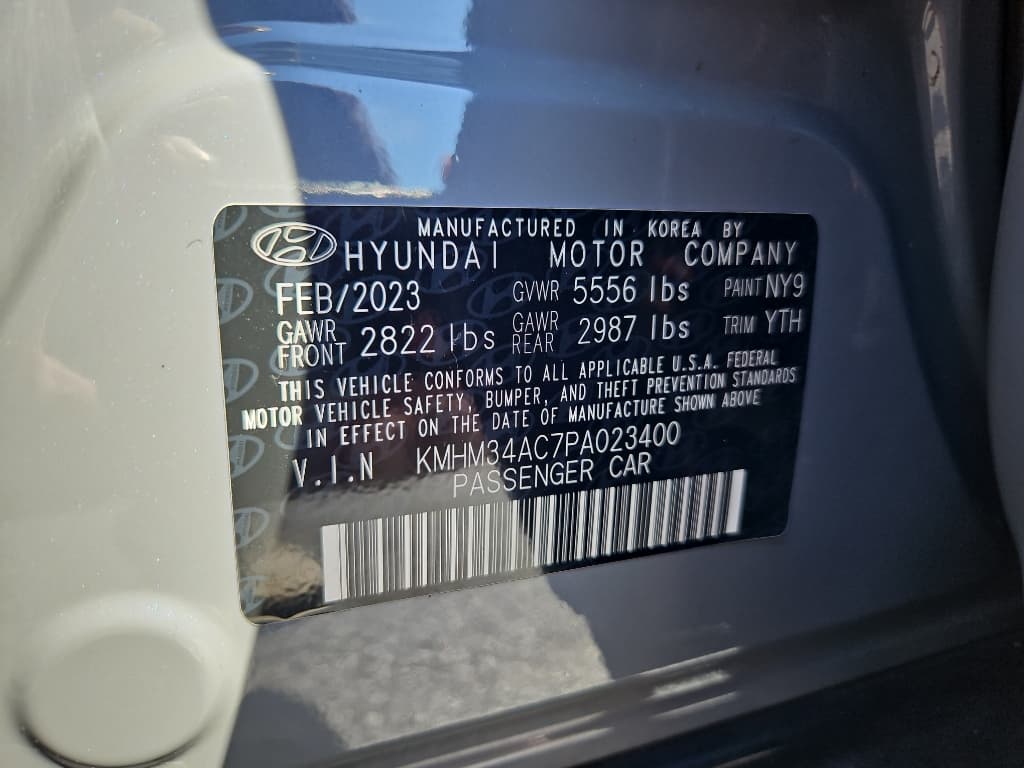 MANUFACTURED IN KOREA BY
HYUNDAI MOTOR COMPANY
FEB/2023 GVWR 5556 lbs PAINT NY9
GAWR FRONT 2822 lbs GAWR REAR 2987 lbs TRIM YTH
THIS VEHICLE CONFORMS TO ALL APPLICABLE U.S.A. FEDERAL
MOTOR VEHICLE SAFETY, BUMPER, AND THEFT PREVENTION STANDARDS
IN EFFECT ON THE DATE OF MANUFACTURE SHOWN ABOVE
V.I.N KMHM34AC7PA023400
PASSENGER CAR